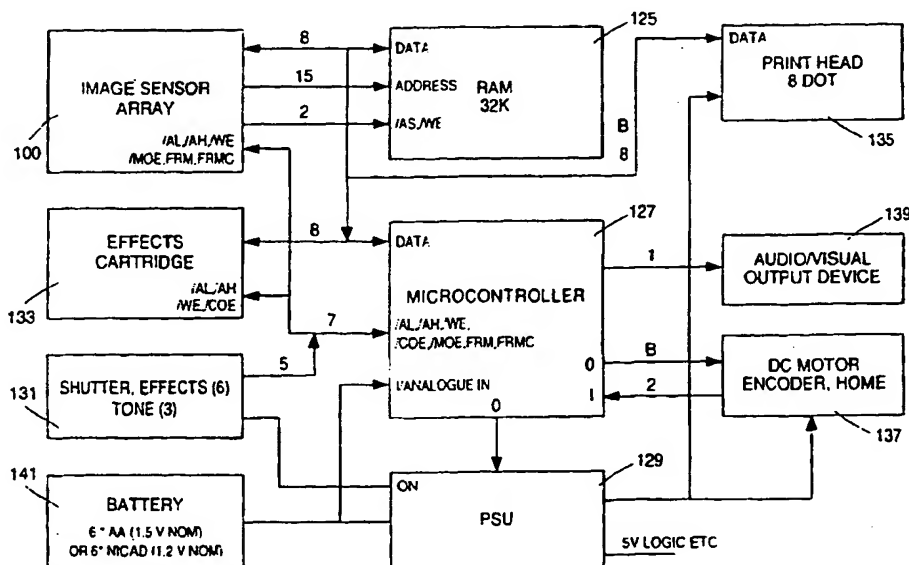 IMAGE SENSOR
ARRAY
/AL,/AH,/WE
/MOE,FRM,FRMC
100
8
15
2
DATA
ADDRESS
/AS,/WE
RAM
32K
125
B
8
DATA
PRINT HEAD
8 DOT
135
EFFECTS
CARTRIDGE
/AL/AH
/WE,/COE
133
8
7
5
DATA
MICROCONTROLLER
/AL,/AH,/WE,
/COE,/MOE,FRM,FRMC
L'ANALOGUE IN
0
0
1
127
1
B
2
AUDIO/VISUAL
OUTPUT DEVICE
139
DC MOTOR
ENCODER, HOME
137
SHUTTER, EFFECTS (6)
TONE (3)
131
BATTERY
6 * AA (1.5 V NOM)
OR 6* NICAD (1.2 V NOM)
141
ON
PSU
129
5V LOGIC ETC